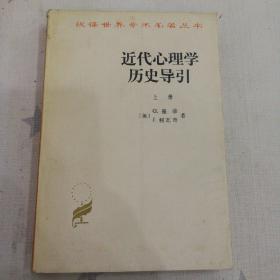 汉译世界学术名著丛书
近代心理学
历史导引
上册
[美] G. 墨菲
J. 柯瓦奇 著